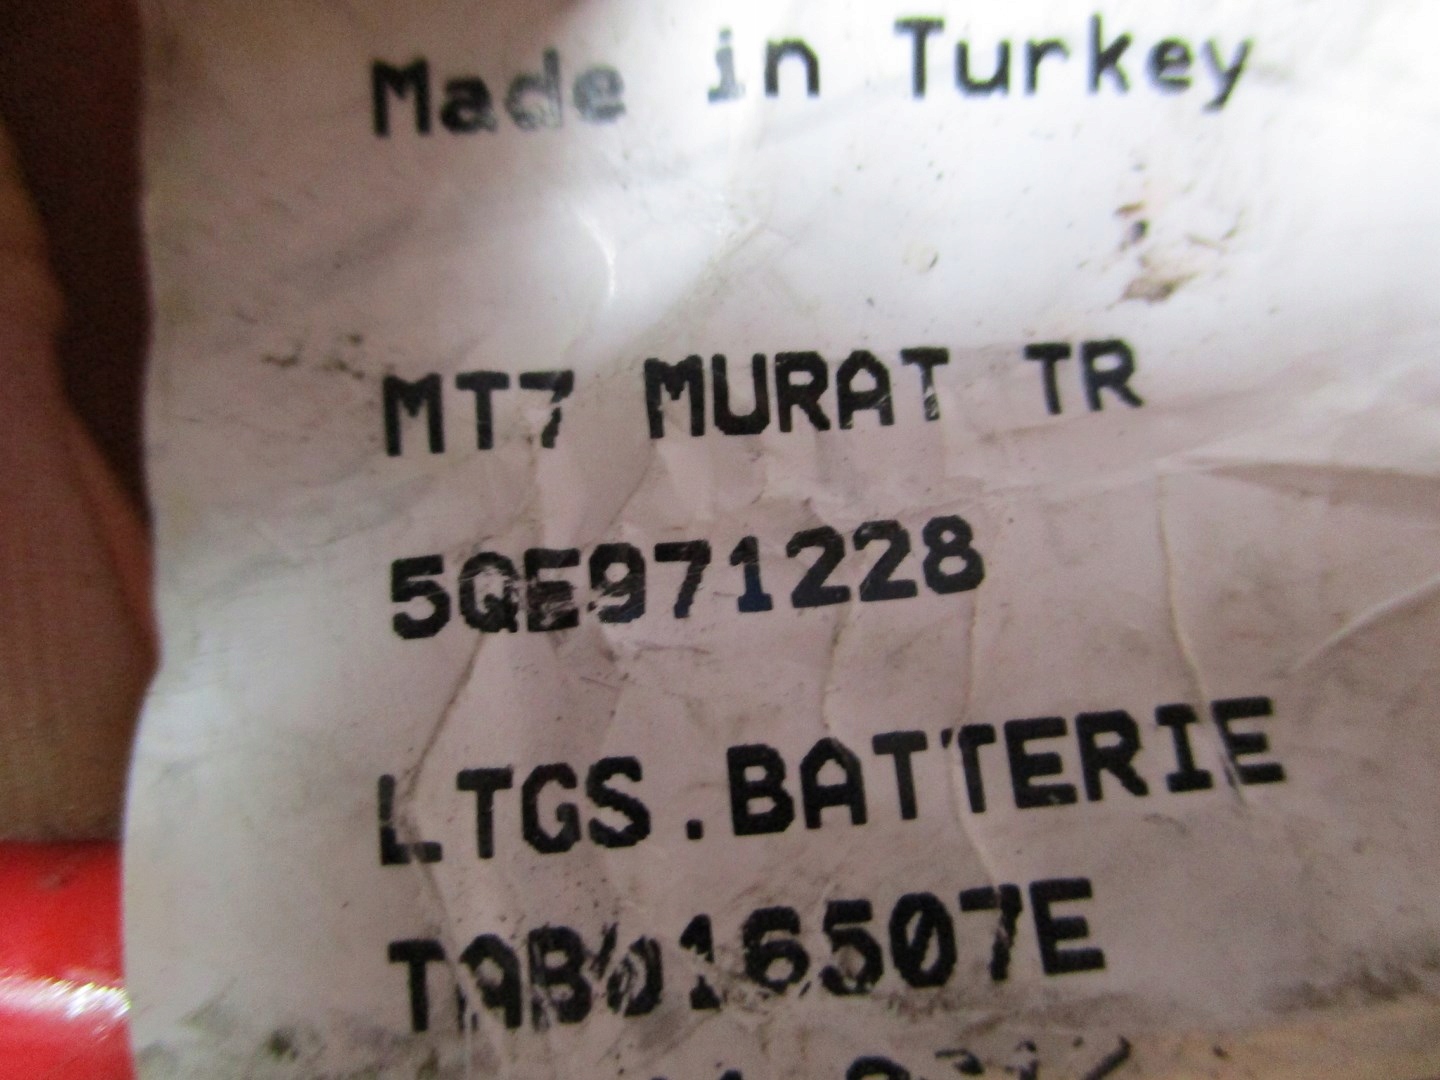 Made in Turkey
MT7 MURAT TR
5QE971228
LTGS.BATTERIE